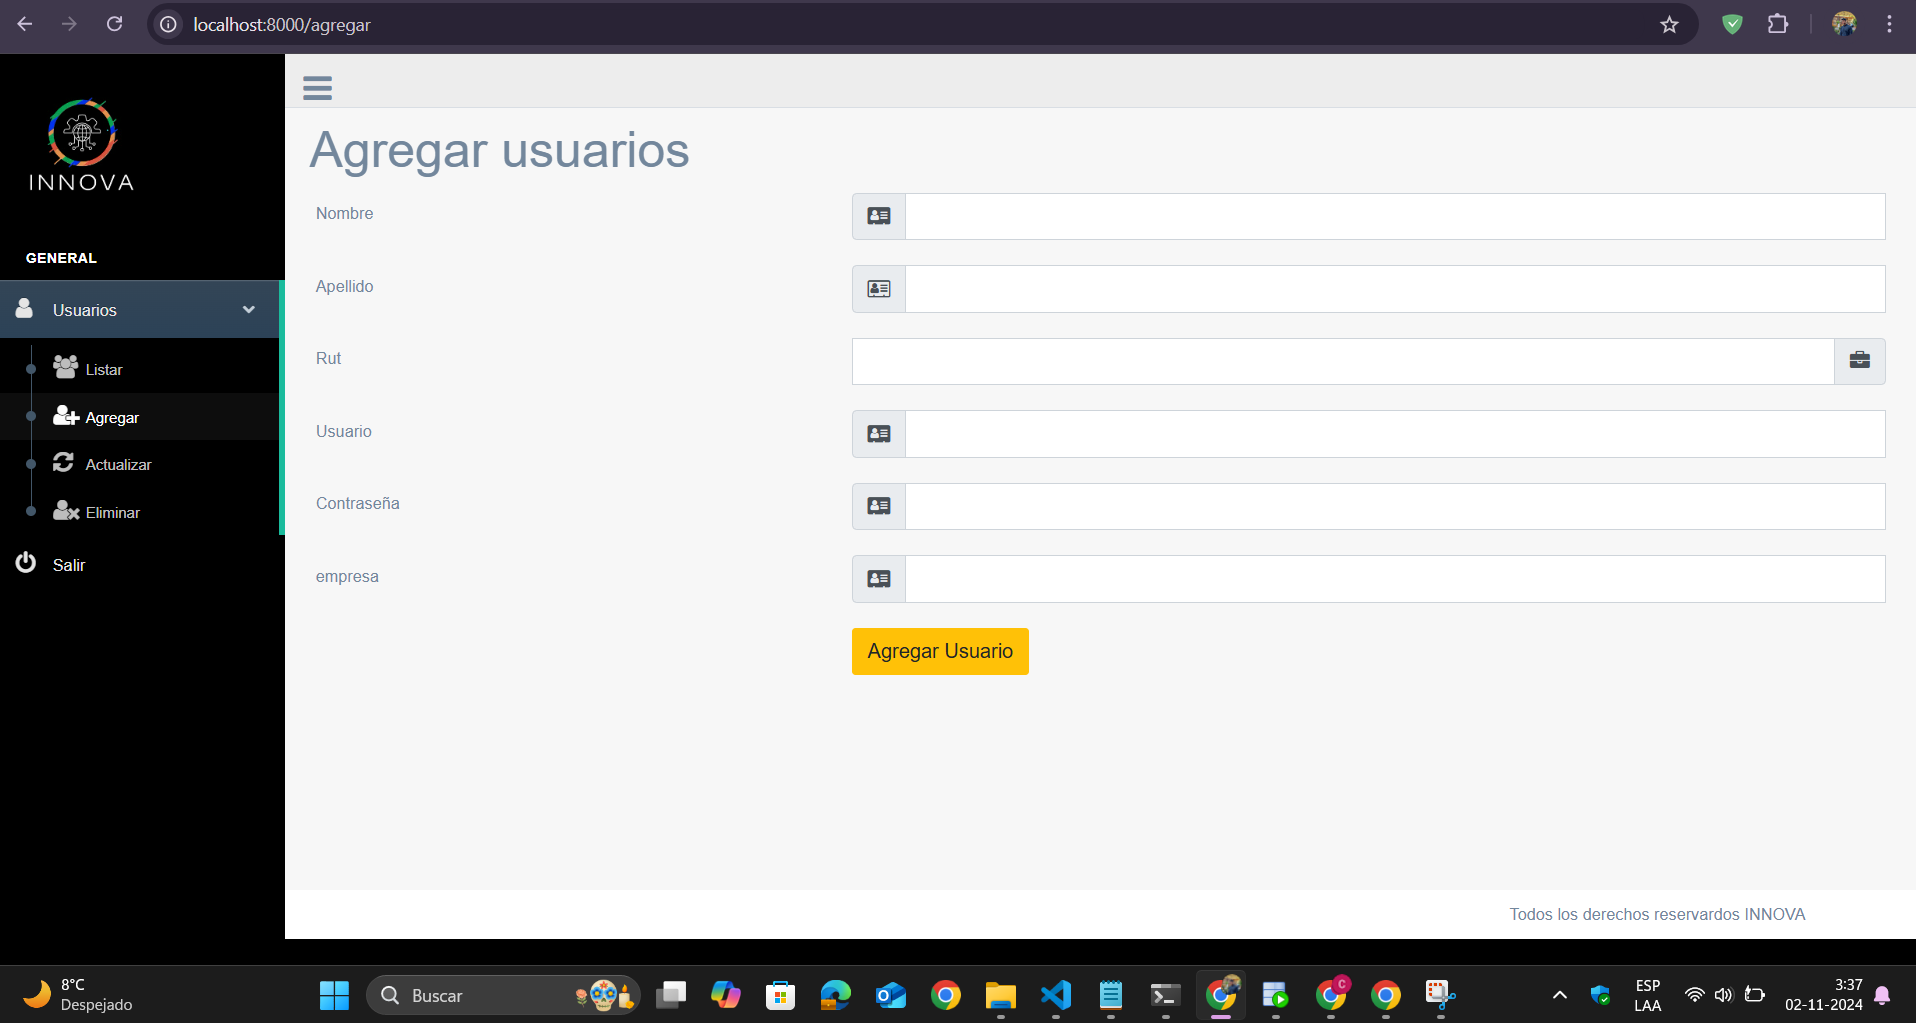 localhost:8000/agregar
INNOVA
GENERAL
Usuarios
Listar
Agregar
Actualizar
Eliminar
Salir
Agregar usuarios
Nombre
Apellido
Rut
Usuario
Contraseña
empresa
Agregar Usuario
Todos los derechos reservardos INNOVA
8°C
Despejado
Buscar
C
ESP
LAA
3:37
02-11-2024